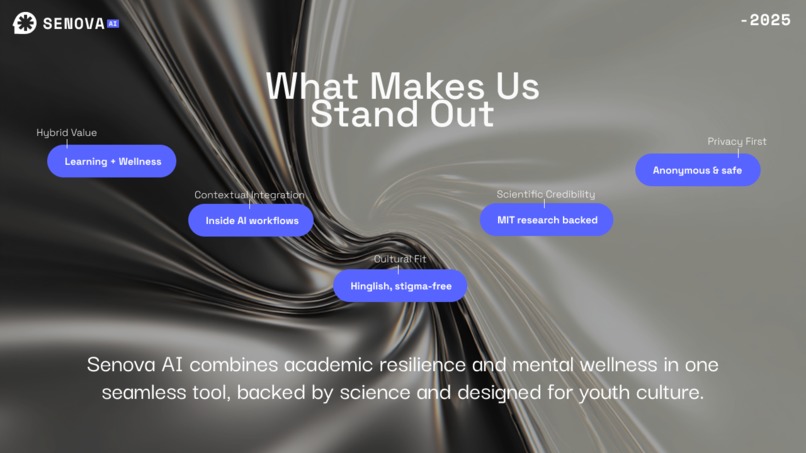 SENOVA AI
-2025
What Makes Us
Stand Out
Hybrid Value
Learning + Wellness
Contextual Integration
Inside AI workflows
Cultural Fit
Hinglish, stigma-free
Scientific Credibility
MIT research backed
Privacy First
Anonymous & safe
Senova AI combines academic resilience and mental wellness in one
seamless tool, backed by science and designed for youth culture.